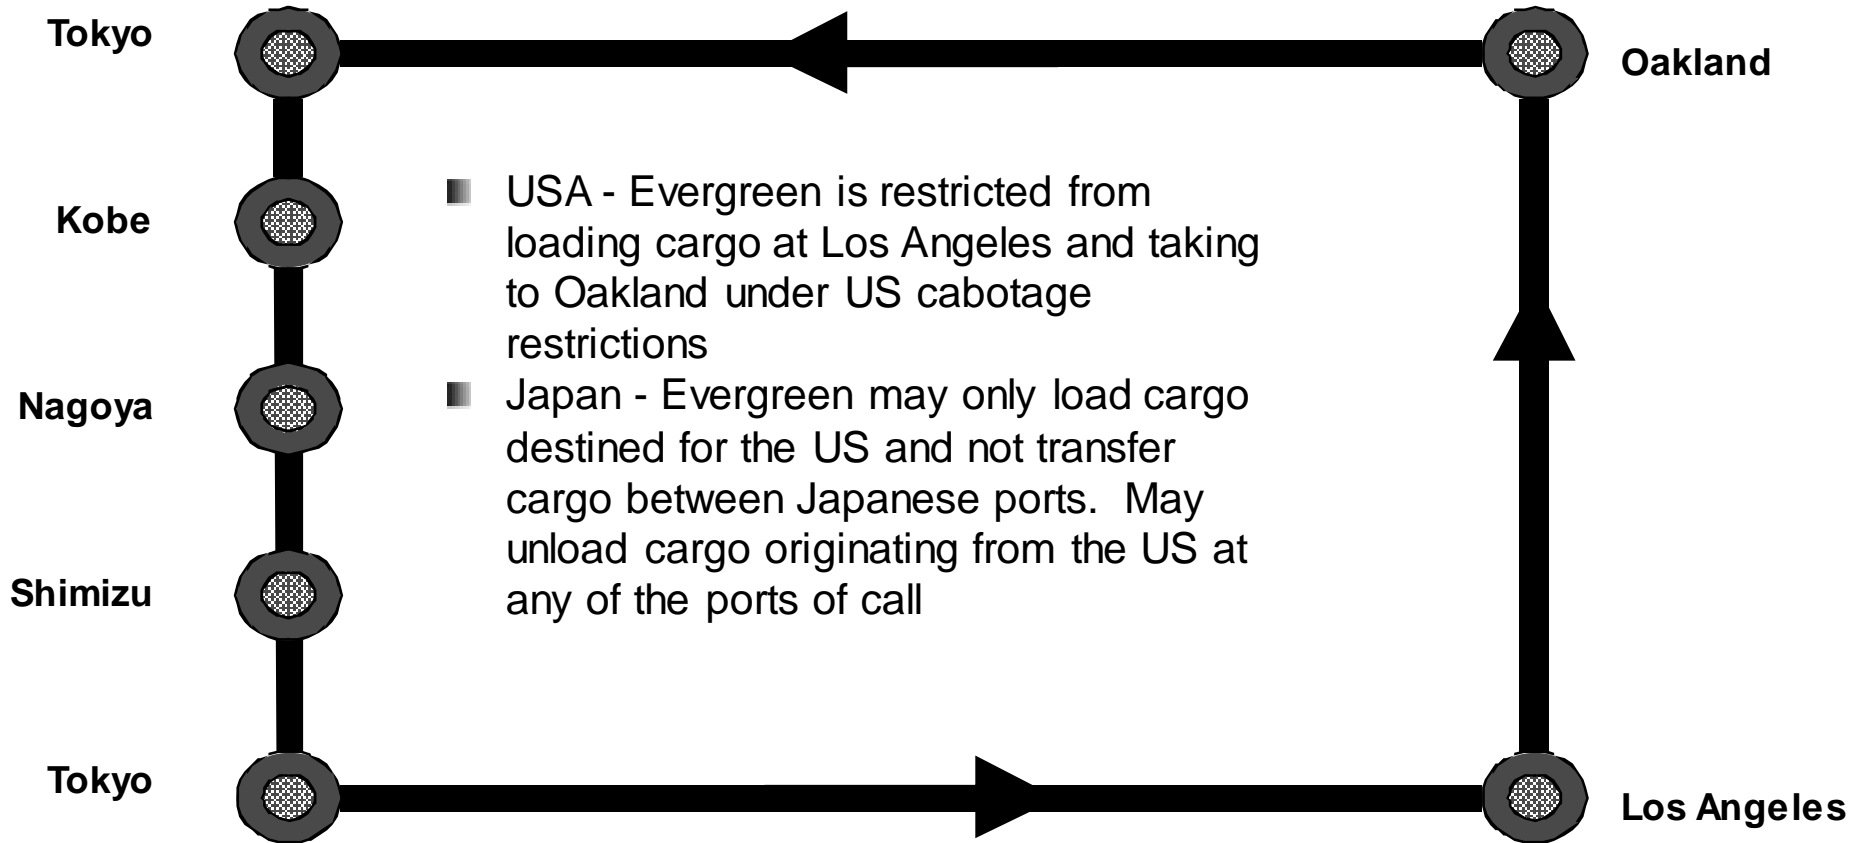 Tokyo
Oakland
Kobe
Nagoya
Shimizu
Tokyo
Los Angeles
USA - Evergreen is restricted from
loading cargo at Los Angeles and taking
to Oakland under US cabotage
restrictions
Japan - Evergreen may only load cargo
destined for the US and not transfer
cargo between Japanese ports.  May
unload cargo originating from the US at
any of the ports of call